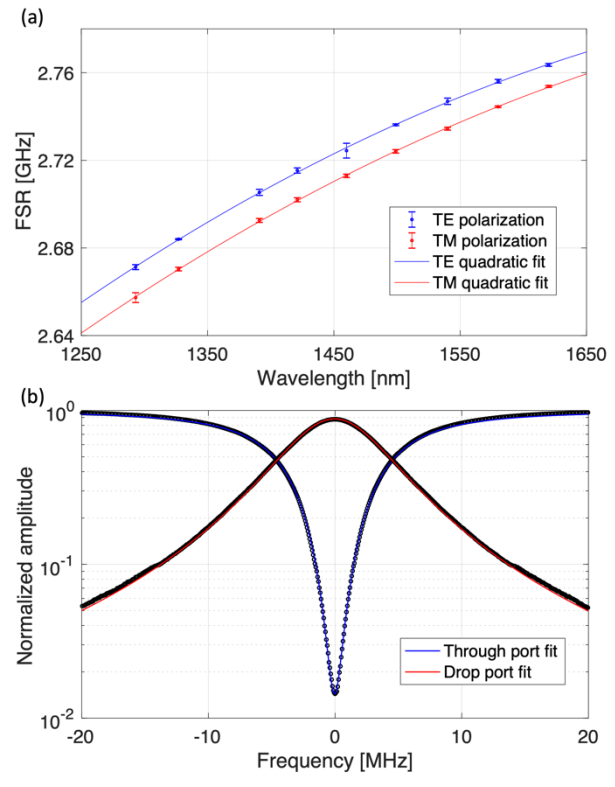 (a)
2.76
2.72
2.68
2.64
FSR [GHz]
TE polarization
TM polarization
TE quadratic fit
TM quadratic fit
1250 1350 1450 1550 1650
Wavelength [nm]
(b)
10⁰
10⁻¹
10⁻²
Normalized amplitude
Through port fit
Drop port fit
-20 -10 0 10 20
Frequency [MHz]